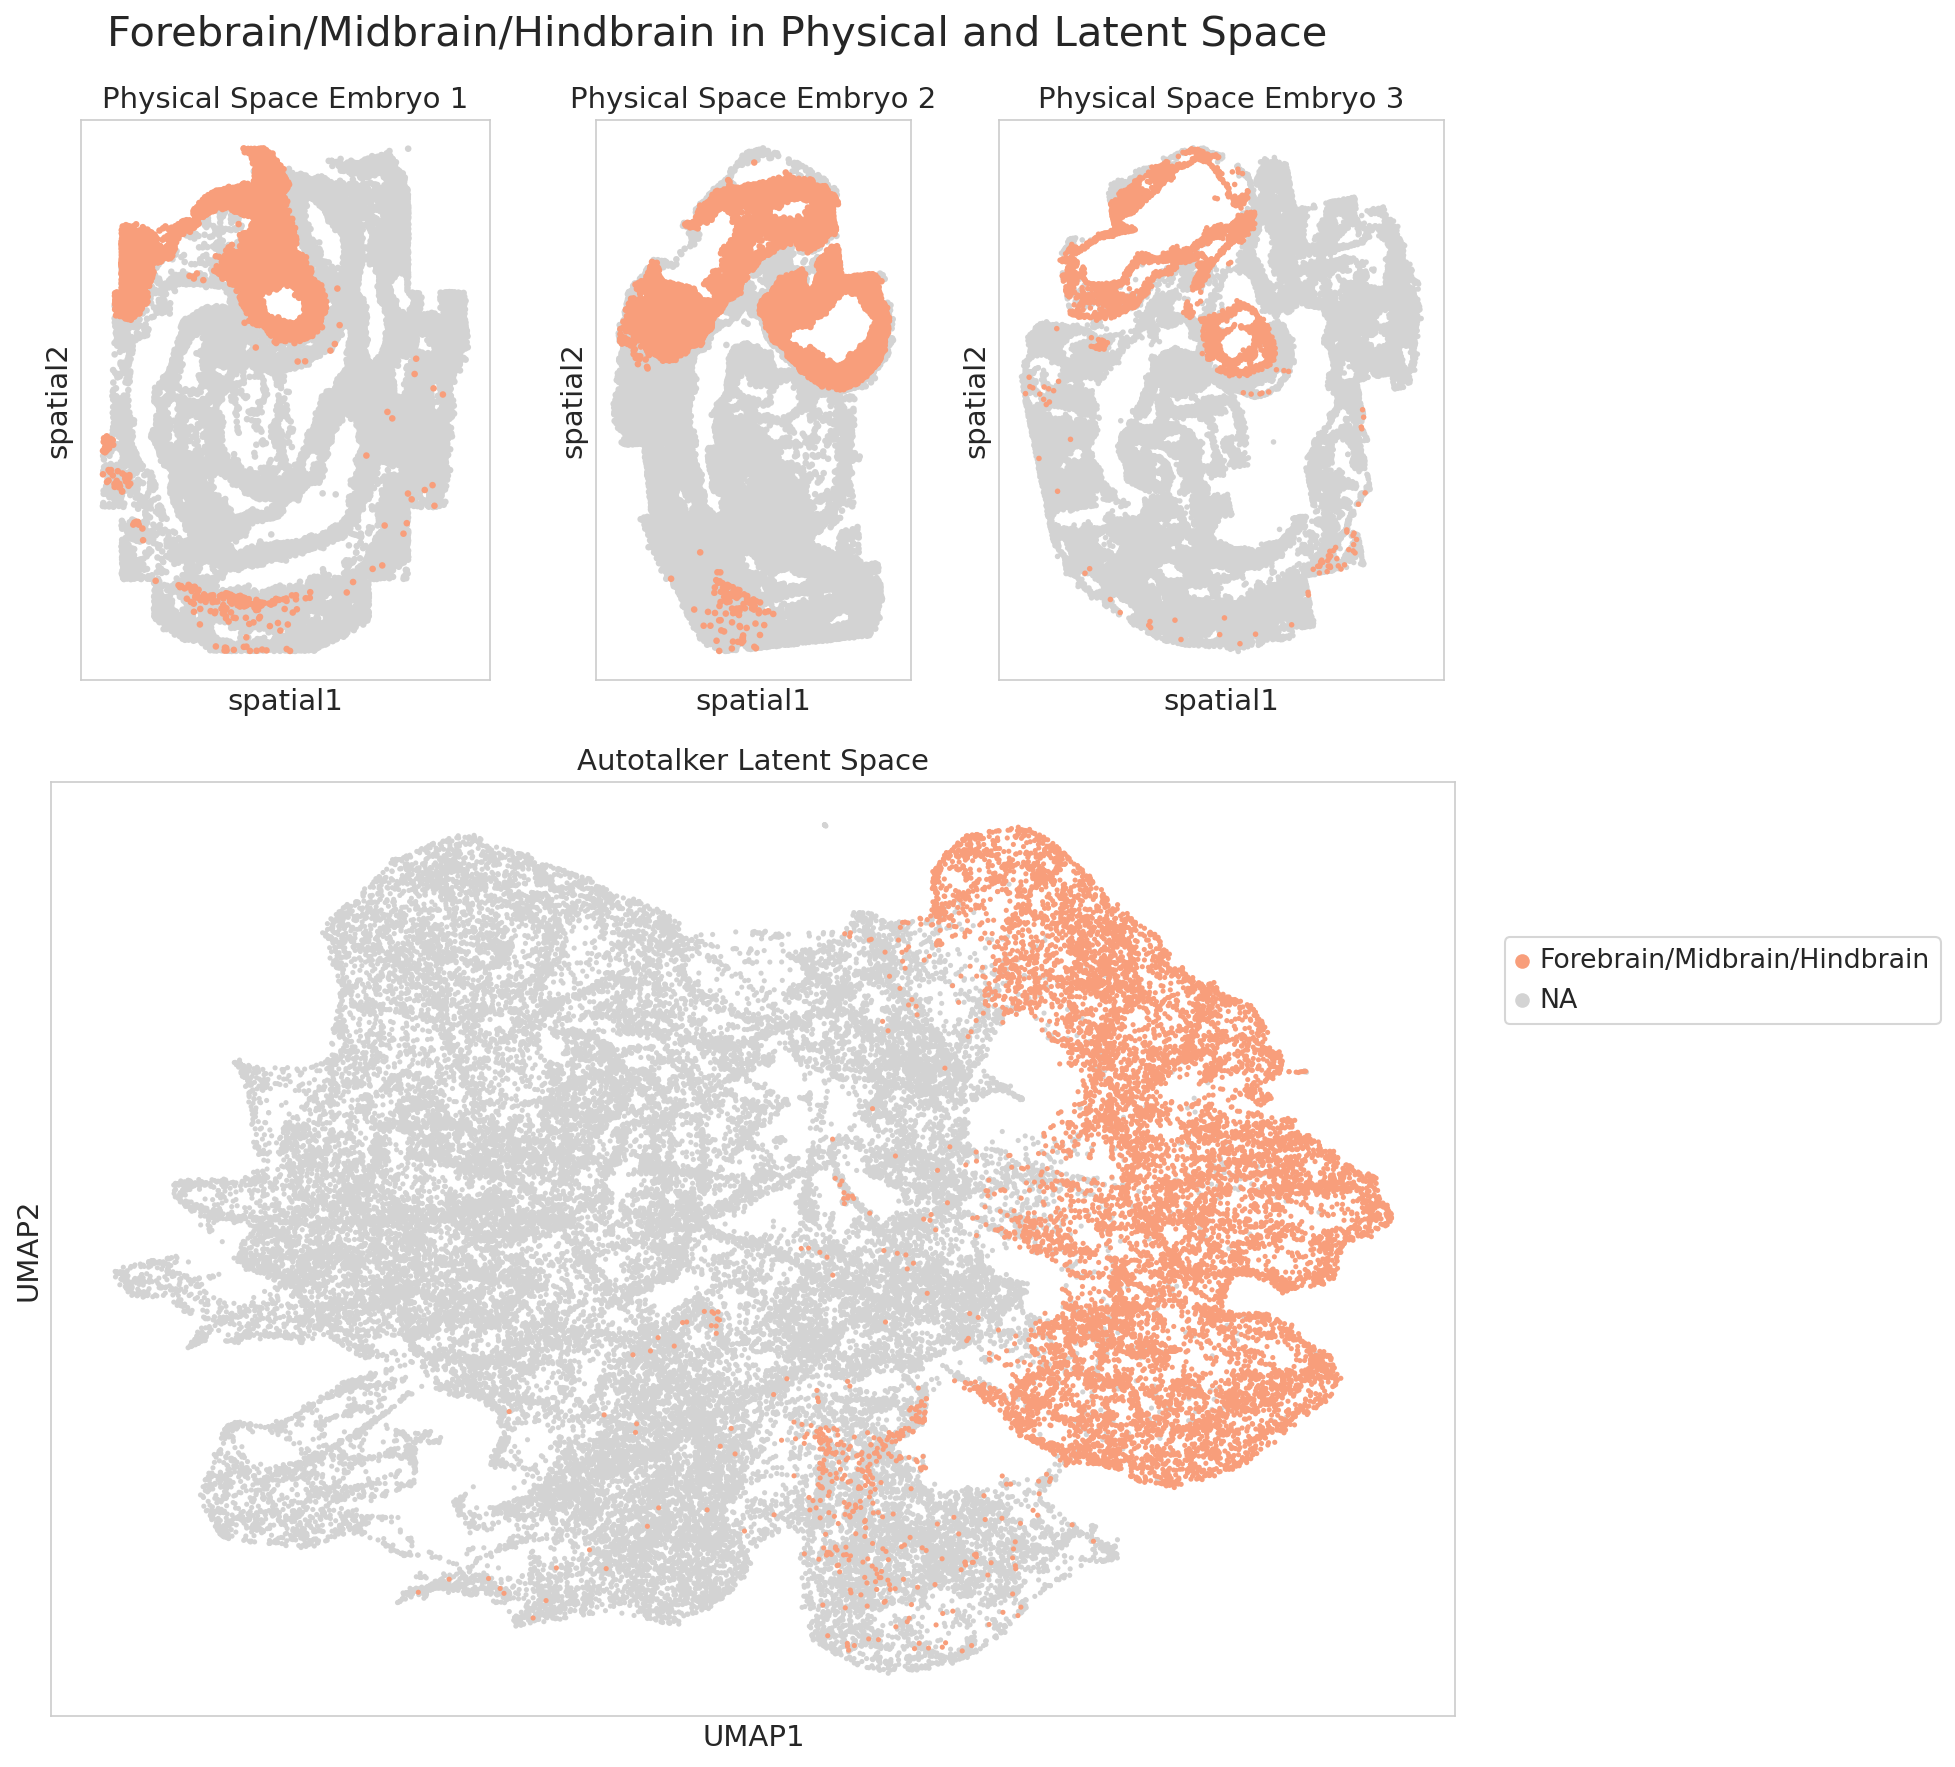 Forebrain/Midbrain/Hindbrain in Physical and Latent Space
Physical Space Embryo 1
Physical Space Embryo 2
Physical Space Embryo 3
spatial2
spatial2
spatial2
spatial1
spatial1
spatial1
Autotalker Latent Space
Forebrain/Midbrain/Hindbrain
NA
UMAP2
UMAP1